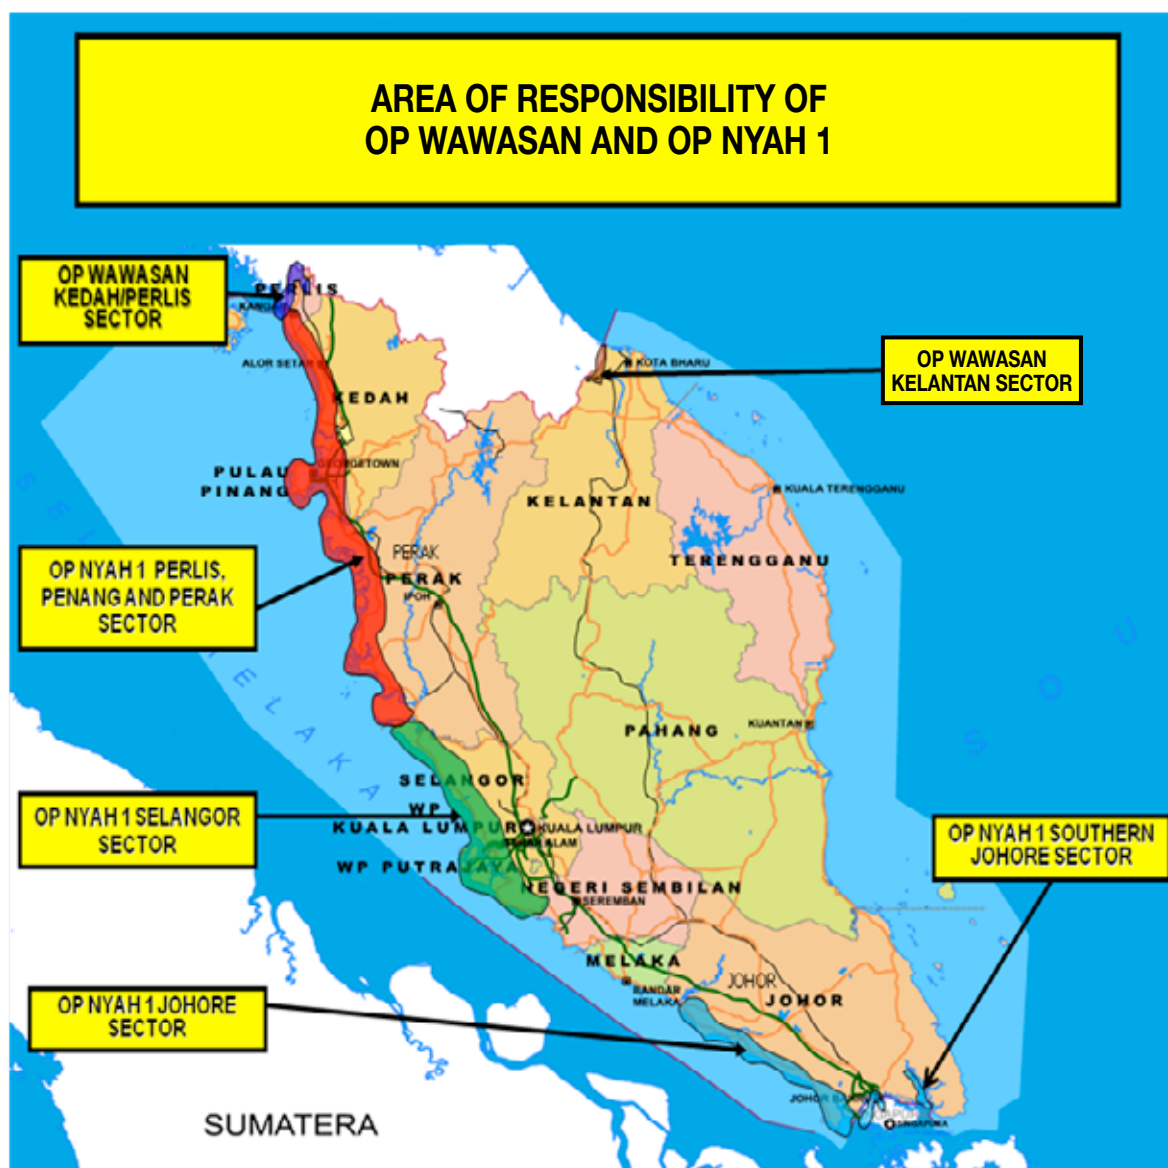 AREA OF RESPONSIBILITY OF
OP WAWASAN AND OP NYAH 1
OP WAWASAN
KEDAH/PERLIS
SECTOR
PERLIS
ALOR SETAR
KOTA BHARU
OP WAWASAN
KELANTAN SECTOR
KEDAH
PULAU
PINANG
GEORGETOWN
KELANTAN
KUALA TERENGGANU
TERENGGANU
OP NYAH 1 PERLIS,
PENANG AND PERAK
SECTOR
PERAK
PERAK
IPOH
SELAT MELAKA
KUANTAN
PAHANG
SELANGOR
WP
KUALA LUMPUR
KUALA LUMPUR
WP PUTRAJAYA
OP NYAH 1 SELANGOR
SECTOR
OP NYAH 1 SOUTHERN
JOHORE SECTOR
NEGERI SEMBILAN
SEREMBAN
MELAKA
BANDAR
MELAKA
JOHOR
JOHOR
OP NYAH 1 JOHORE
SECTOR
SUMATERA